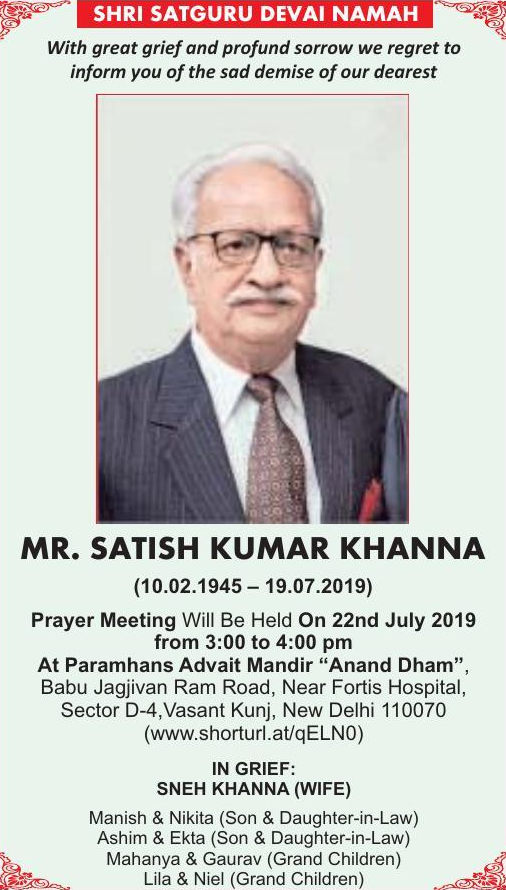 SHRI SATGURU DEVAI NAMAH
With great grief and profund sorrow we regret to
inform you of the sad demise of our dearest
MR. SATISH KUMAR KHANNA
(10.02.1945 – 19.07.2019)
Prayer Meeting Will Be Held On 22nd July 2019
from 3:00 to 4:00 pm
At Paramhans Advait Mandir “Anand Dham”,
Babu Jagjivan Ram Road, Near Fortis Hospital,
Sector D-4,Vasant Kunj, New Delhi 110070
(www.shorturl.at/qELN0)
IN GRIEF:
SNEH KHANNA (WIFE)
Manish & Nikita (Son & Daughter-in-Law)
Ashim & Ekta (Son & Daughter-in-Law)
Mahanya & Gaurav (Grand Children)
Lila & Niel (Grand Children)